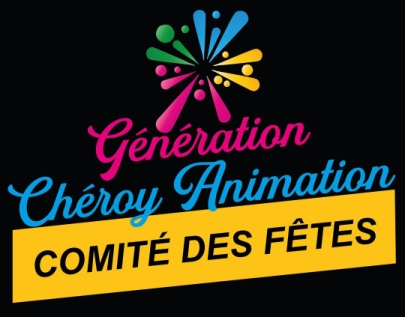 Génération
Chéroy Animation
COMITÉ DES FÊTES